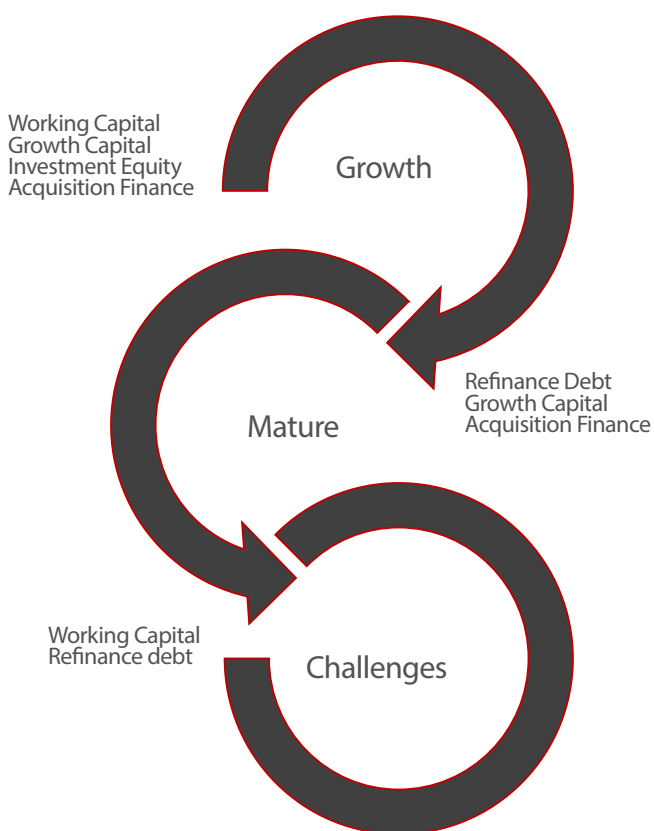 Working Capital
Growth Capital
Investment Equity
Acquisition Finance
Growth
Refinance Debt
Growth Capital
Acquisition Finance
Mature
Working Capital
Refinance debt
Challenges